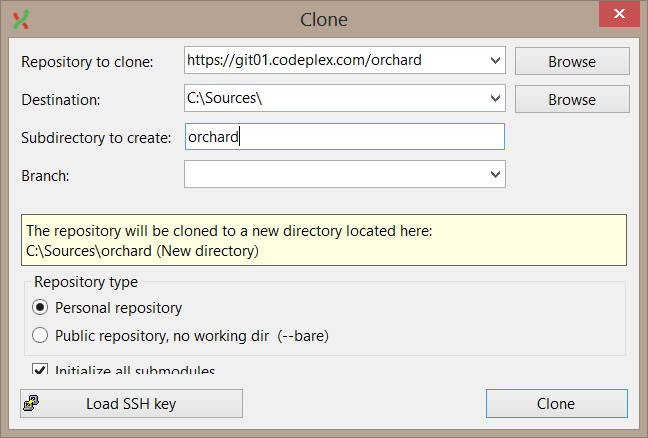 Clone
Repository to clone: https://git01.codeplex.com/orchard Browse
Destination: C:\Sources\ Browse
Subdirectory to create: orchard
Branch:
The repository will be cloned to a new directory located here:
C:\Sources\orchard (New directory)
Repository type
Personal repository
Public repository, no working dir (--bare)
Initialize all submodules
Load SSH key Clone